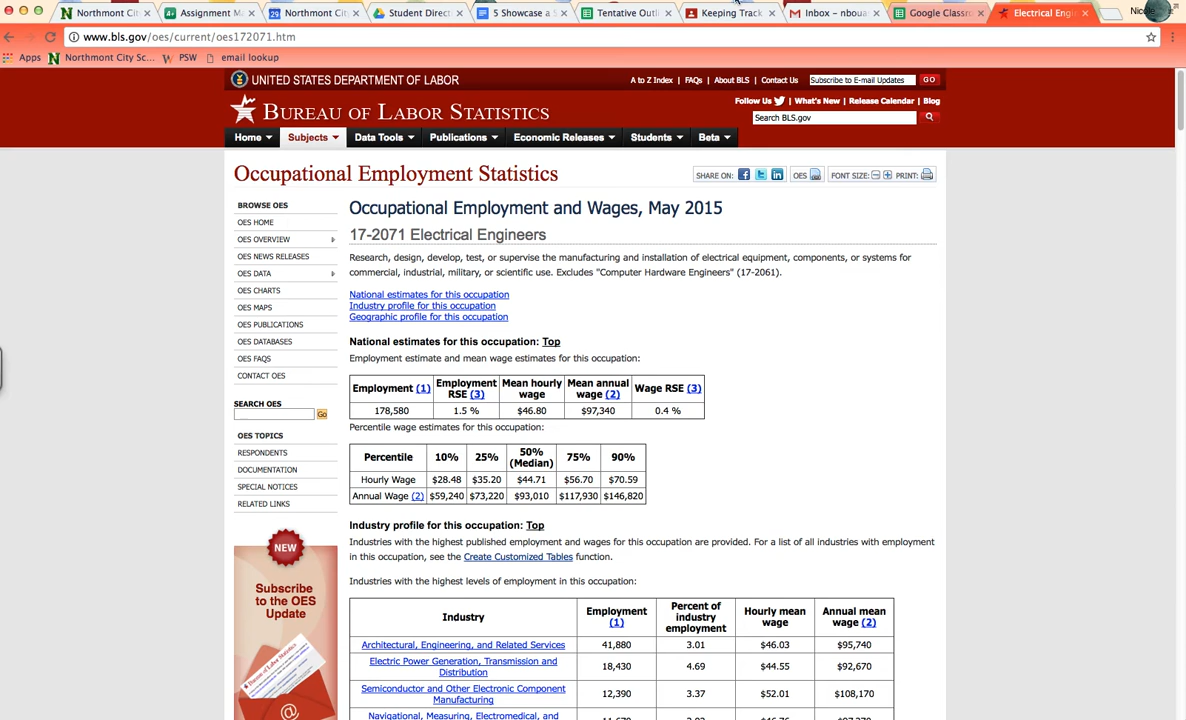 Northmont Ci
Assignment M
Northmont Ci
Student Direct
5 Showcase a S
Tentative Outli
Keeping Track
Inbox – nboua
Google Classr
Electrical Engi
Nicole
www.bls.gov/oes/current/oes172071.htm
Apps
Northmont City Sc...
PSW
email lookup
UNITED STATES DEPARTMENT OF LABOR
A to Z Index | FAQs | About BLS | Contact Us
Subscribe to E-mail Updates
GO
BUREAU OF LABOR STATISTICS
Follow Us | What's New | Release Calendar | Blog
Search BLS.gov
Home
Subjects
Data Tools
Publications
Economic Releases
Students
Beta
Occupational Employment Statistics
SHARE ON:
OES
FONT SIZE:
PRINT:
BROWSE OES
OES HOME
OES OVERVIEW
OES NEWS RELEASES
OES DATA
OES CHARTS
OES MAPS
OES PUBLICATIONS
OES DATABASES
OES FAQS
CONTACT OES
SEARCH OES
Go
OES TOPICS
RESPONDENTS
DOCUMENTATION
SPECIAL NOTICES
RELATED LINKS
NEW
Subscribe
to the OES
Update
Occupational Employment and Wages, May 2015
17-2071 Electrical Engineers
Research, design, develop, test, or supervise the manufacturing and installation of electrical equipment, components, or systems for
commercial, industrial, military, or scientific use. Excludes "Computer Hardware Engineers" (17-2061).
National estimates for this occupation
Industry profile for this occupation
Geographic profile for this occupation
National estimates for this occupation: Top
Employment estimate and mean wage estimates for this occupation:
Employment (1)
Employment RSE (3)
Mean hourly wage
Mean annual wage (2)
Wage RSE (3)
178,580
1.5 %
$46.80
$97,340
0.4 %
Percentile wage estimates for this occupation:
Percentile
10%
25%
50% (Median)
75%
90%
Hourly Wage
$28.48
$35.20
$44.71
$56.70
$70.59
Annual Wage (2)
$59,240
$73,220
$93,010
$117,930
$146,820
Industry profile for this occupation: Top
Industries with the highest published employment and wages for this occupation are provided. For a list of all industries with employment
in this occupation, see the Create Customized Tables function.
Industries with the highest levels of employment in this occupation:
Industry
Employment (1)
Percent of industry employment
Hourly mean wage
Annual mean wage (2)
Architectural, Engineering, and Related Services
41,880
3.01
$46.03
$95,740
Electric Power Generation, Transmission and
Distribution
18,430
4.69
$44.55
$92,670
Semiconductor and Other Electronic Component
Manufacturing
12,390
3.37
$52.01
$108,170
Navigational, Measuring, Electromedical, and